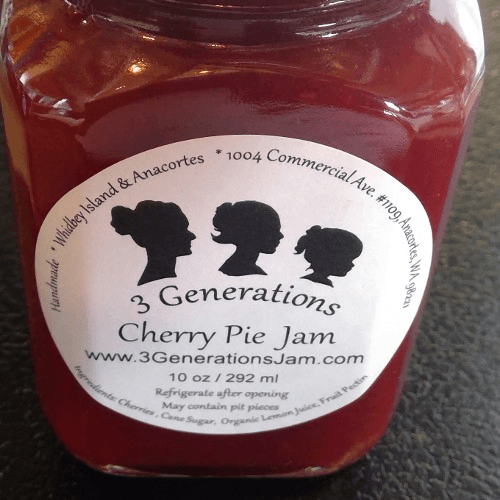 Handmade * Whidbey Island & Anacortes * 1004 Commercial Ave. #1109, Anacortes, WA 98221
3 Generations
Cherry Pie Jam
www.3GenerationsJam.com
10 oz / 292 ml
Refrigerate after opening
May contain pit pieces
Ingredients: Cherries, Cane Sugar, Organic Lemon Juice, Fruit Pectin